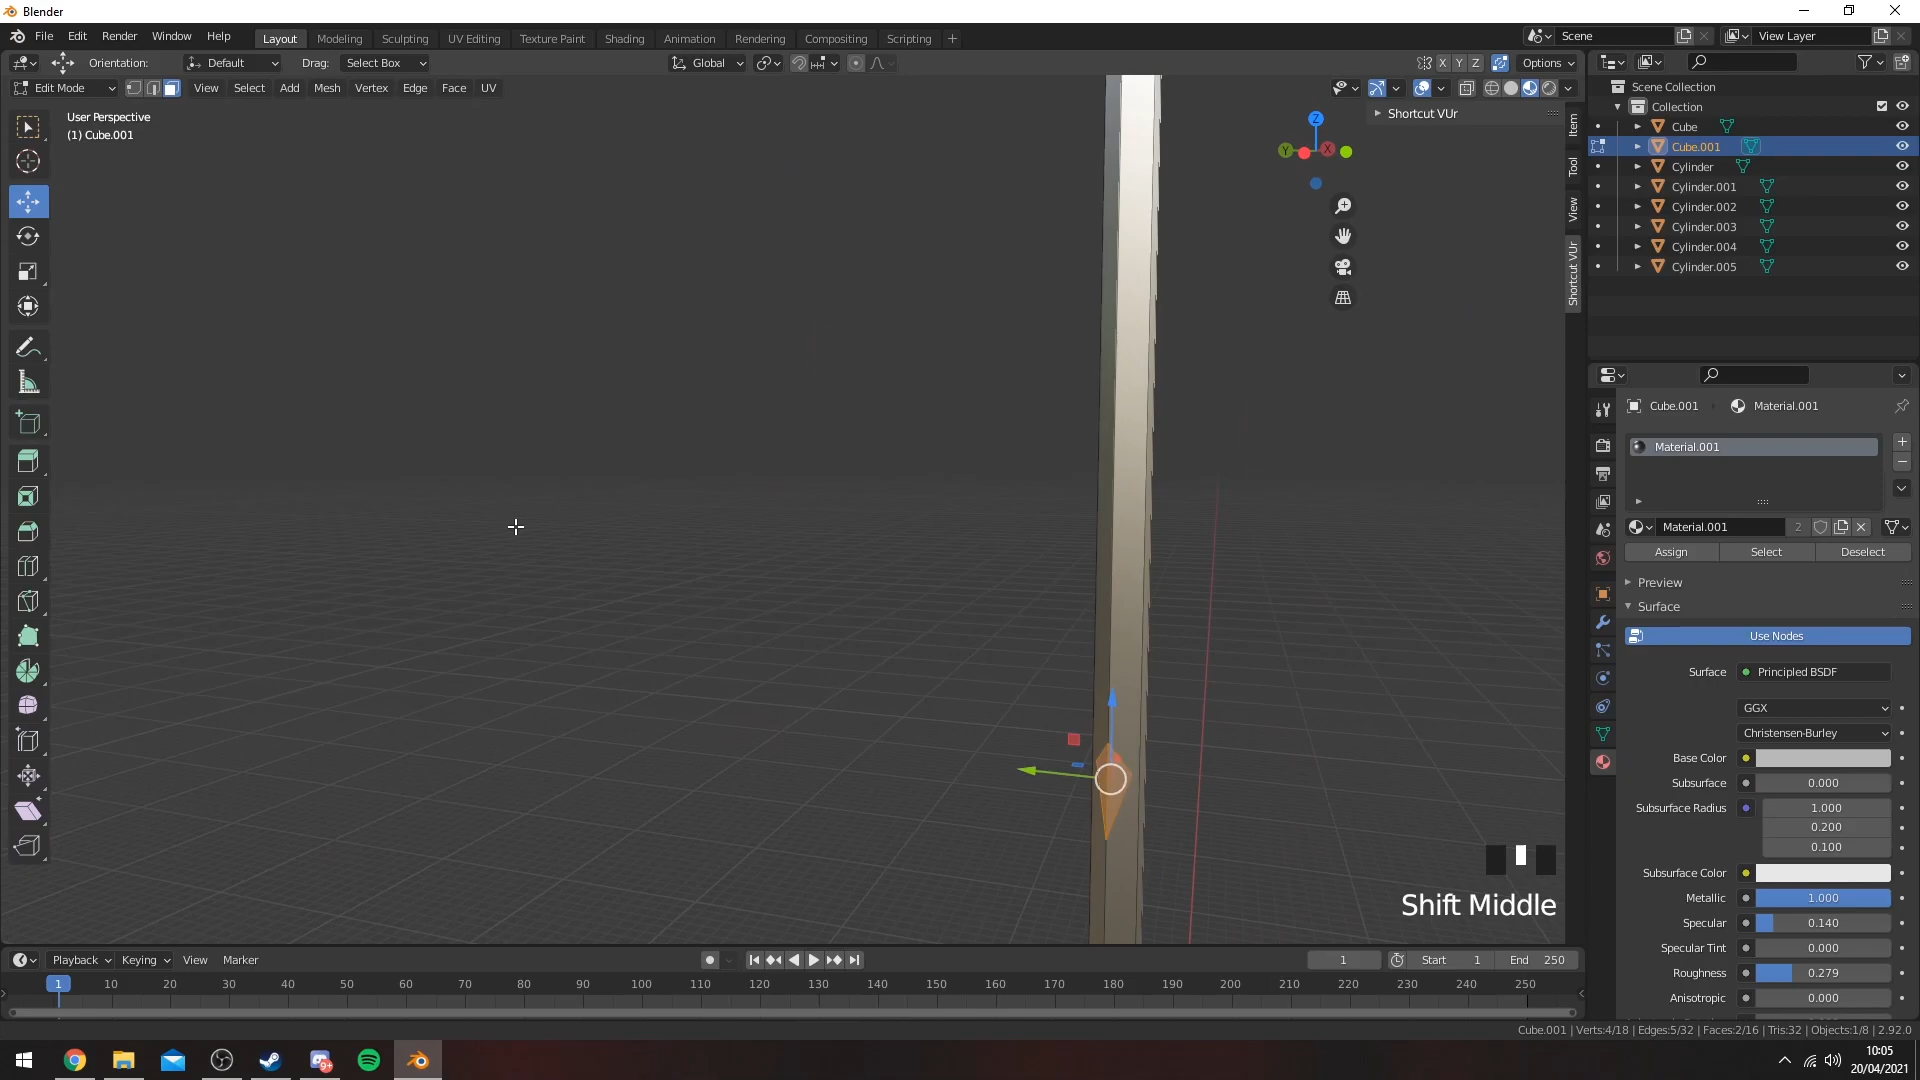 Blender
File Edit Render Window Help
Layout Modeling Sculpting UV Editing Texture Paint Shading Animation Rendering Compositing Scripting
Scene View Layer
Orientation: Default Drag: Select Box Global X Y Z Options
Edit Mode View Select Add Mesh Vertex Edge Face UV
User Perspective
(1) Cube.001
Shortcut VUr
Z
Y X
Item
Tool
View
Shortcut VUr
Scene Collection
Collection
Cube
Cube.001
Cylinder
Cylinder.001
Cylinder.002
Cylinder.003
Cylinder.004
Cylinder.005
Cube.001 Material.001
Material.001
Material.001 2
Assign Select Deselect
Preview
Surface
Use Nodes
Surface Principled BSDF
GGX
Christensen-Burley
Base Color
Subsurface 0.000
Subsurface Radius 1.000
0.200
0.100
Subsurface Color
Metallic 1.000
Specular 0.140
Specular Tint 0.000
Roughness 0.279
Anisotropic 0.000
Shift Middle
Playback Keying View Marker
1 Start 1 End 250
1 10 20 30 40 50 60 70 80 90 100 110 120 130 140 150 160 170 180 190 200 210 220 230 240 250
Cube.001 | Verts:4/18 | Edges:5/32 | Faces:2/16 | Tris:32 | Objects:1/8 | 2.92.0
9+
10:05
20/04/2021